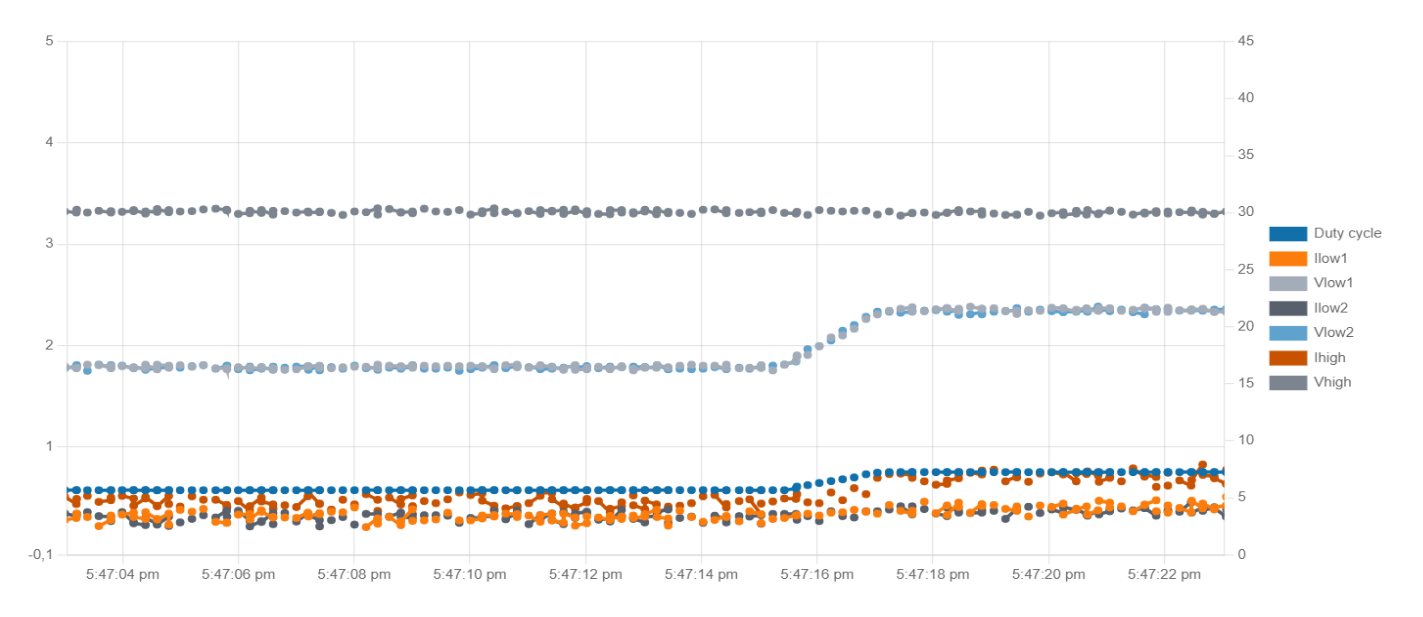 5
4
3
2
1
-0,1
45
40
35
30
25
20
15
10
5
0
5:47:04 pm
5:47:06 pm
5:47:08 pm
5:47:10 pm
5:47:12 pm
5:47:14 pm
5:47:16 pm
5:47:18 pm
5:47:20 pm
5:47:22 pm
Duty cycle
Ilow1
Vlow1
Ilow2
Vlow2
Ihigh
Vhigh